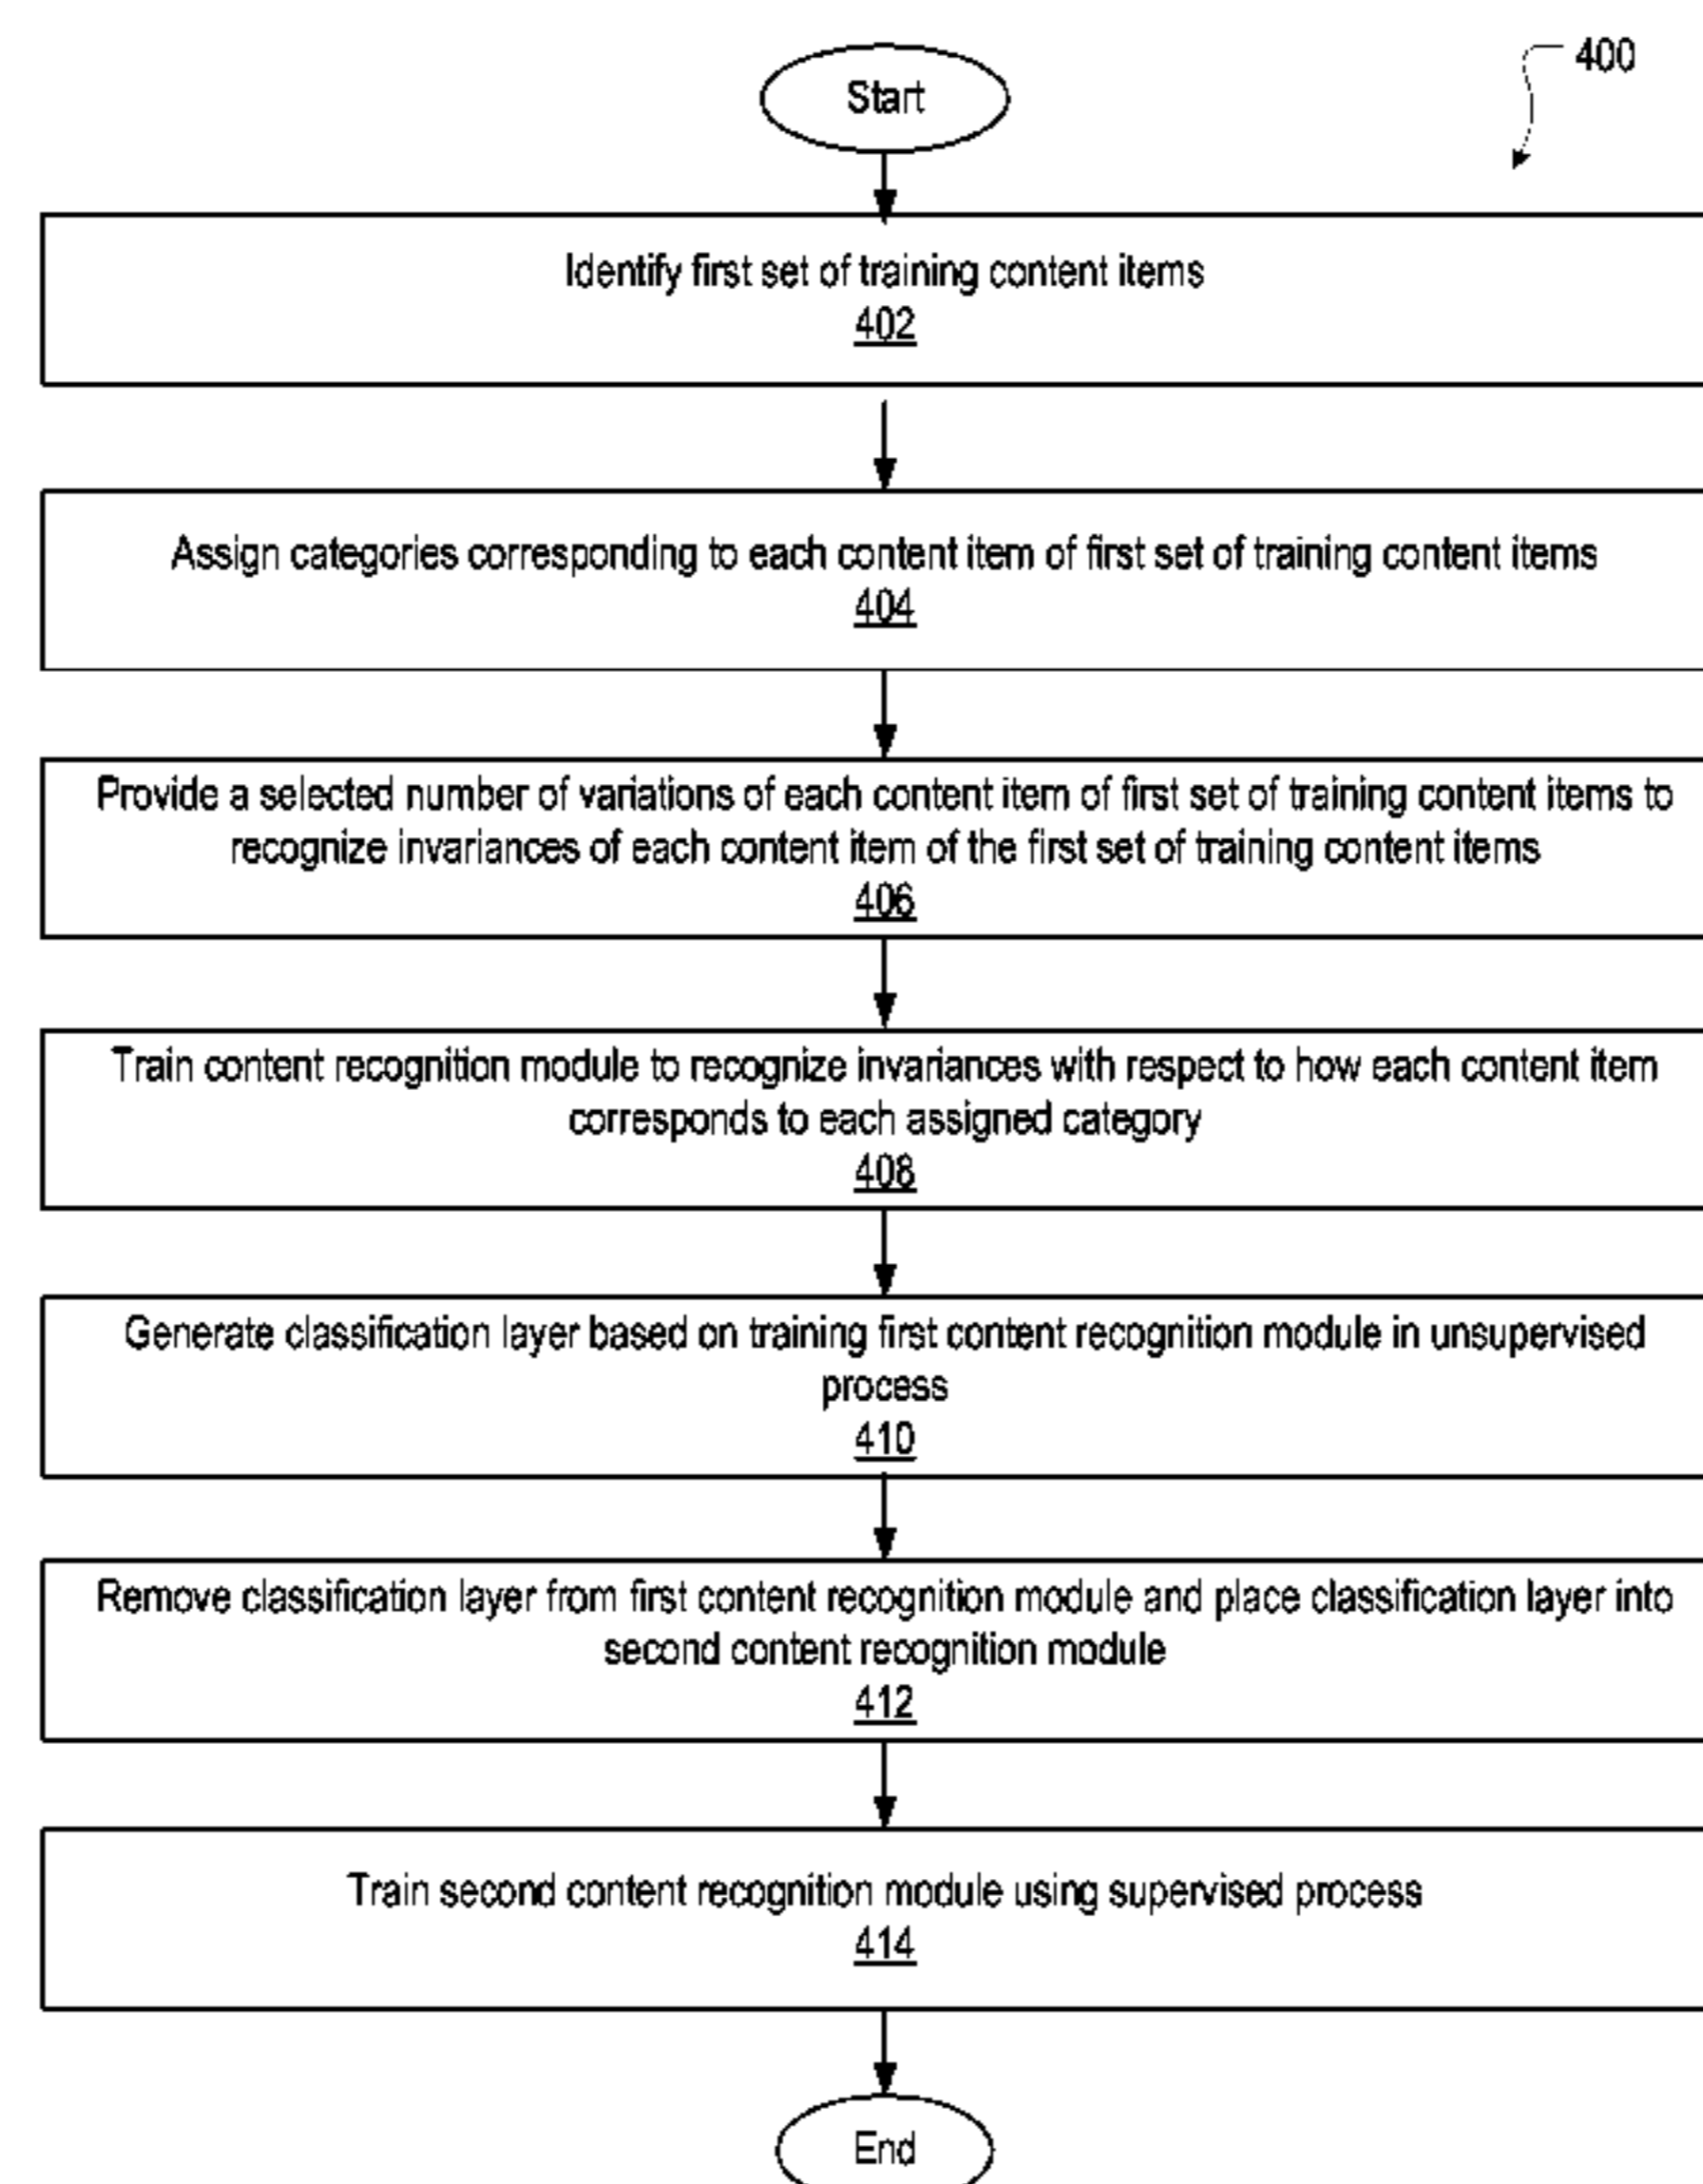 400
Start
Identify first set of training content items
402
Assign categories corresponding to each content item of first set of training content items
404
Provide a selected number of variations of each content item of first set of training content items to
recognize invariances of each content item of the first set of training content items
406
Train content recognition module to recognize invariances with respect to how each content item
corresponds to each assigned category
408
Generate classification layer based on training first content recognition module in unsupervised
process
410
Remove classification layer from first content recognition module and place classification layer into
second content recognition module
412
Train second content recognition module using supervised process
414
End